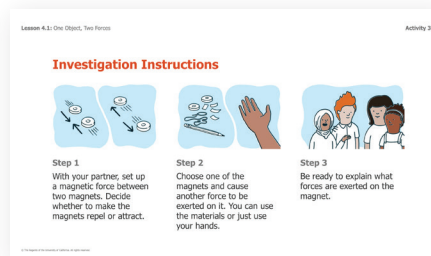 Lesson 4.1: One Object, Two Forces
Activity 3
Investigation Instructions
Step 1
With your partner, set up
a magnetic force between
two magnets. Decide
whether to make the
magnets repel or attract.
Step 2
Choose one of the
magnets and cause
another force to be
exerted on it. You can use
the materials or just use
your hands.
Step 3
Be ready to explain what
forces are exerted on the
magnet.